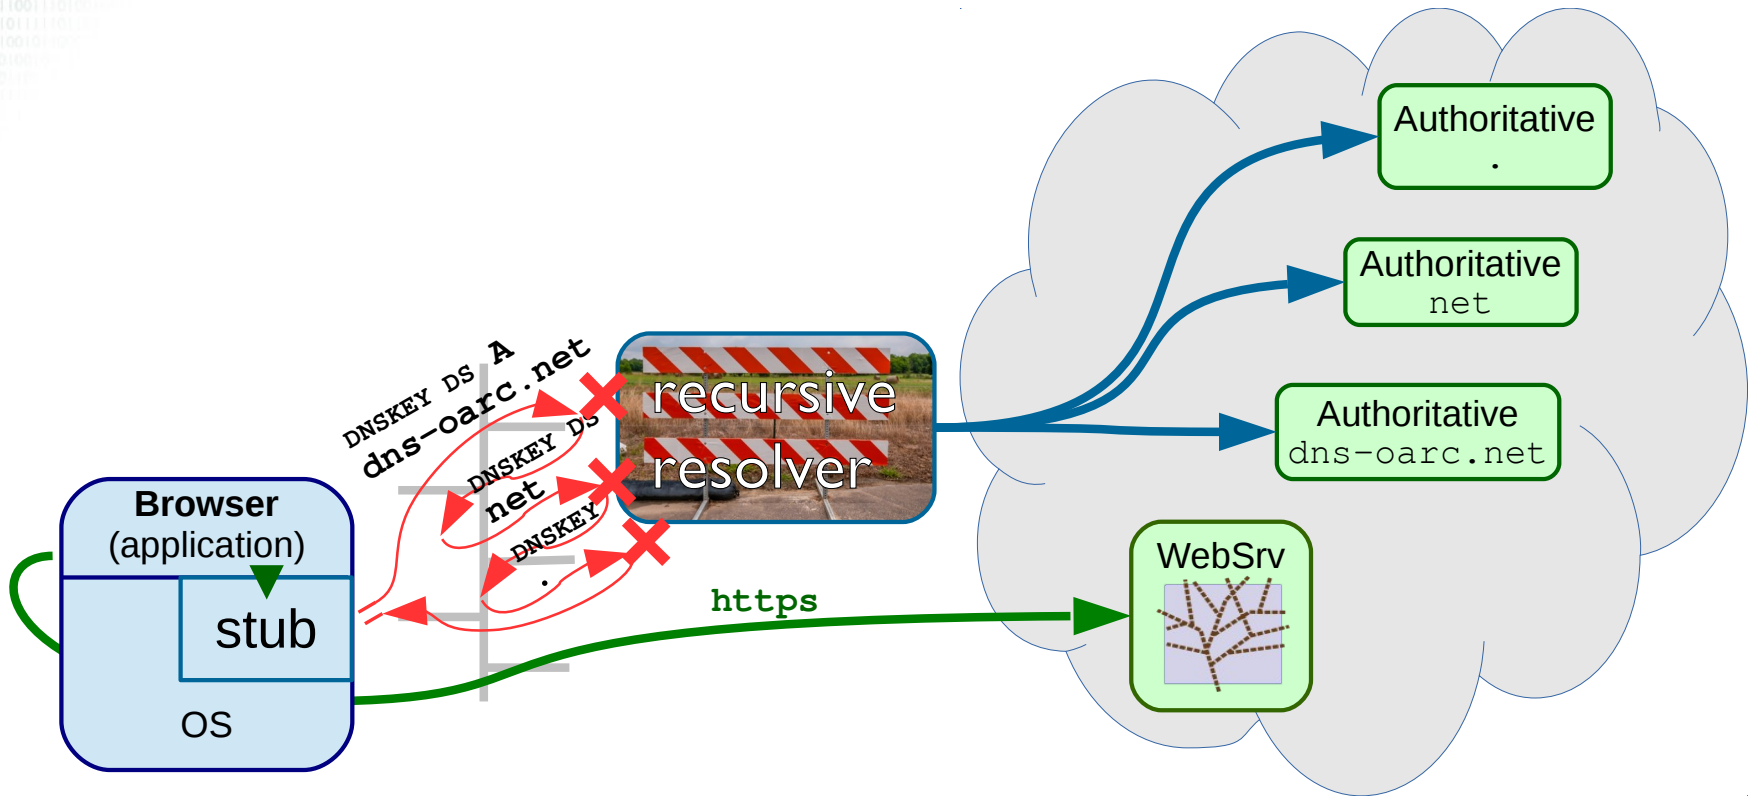 Authoritative
.
Authoritative
net
Authoritative
dns-oarc.net
DNSKEY DS A
dns-oarc.net
DNSKEY DS
net
DNSKEY
.
recursive
resolver
Browser
(application)
stub
OS
https
WebSrv